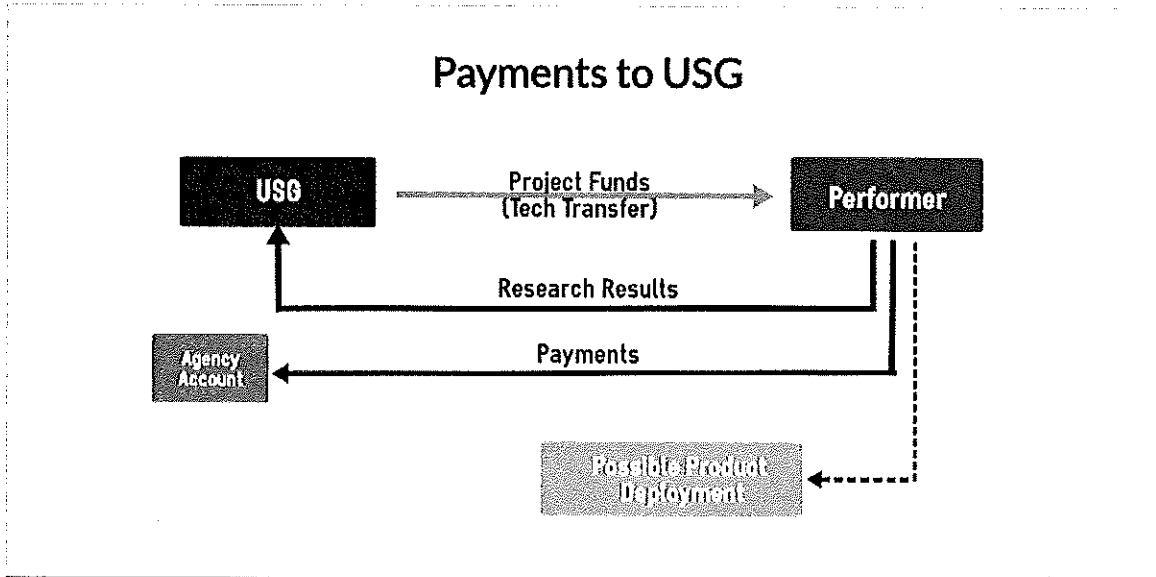 Payments to USG
USG
Project Funds
(Tech Transfer)
Performer
Research Results
Agency
Account
Payments
Possible Product
Deployment